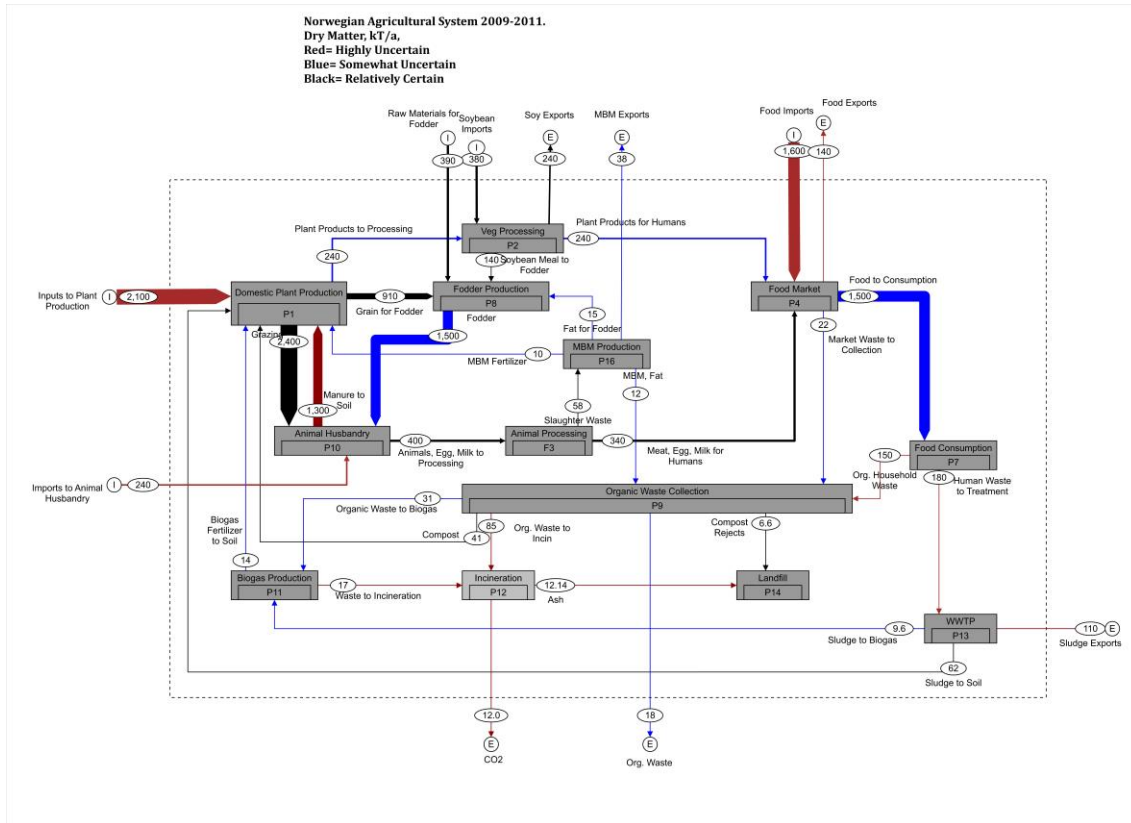 Norwegian Agricultural System 2009-2011.
Dry Matter, kT/a,
Red= Highly Uncertain
Blue= Somewhat Uncertain
Black= Relatively Certain
Raw Materials for
Fodder
I
390
Soybean
Imports
I
380
Soy Exports
E
240
MBM Exports
E
38
Food Imports
I
1,600
Food Exports
E
140
Plant Products to Processing
240
Veg Processing
P2
240
Plant Products for Humans
140
Soybean Meal to
Fodder
Inputs to Plant
Production
I
2,100
Domestic Plant Production
P1
910
Grain for Fodder
Fodder Production
P8
Fodder
1,500
15
Fat for Fodder
Food Market
P4
Food to Consumption
1,500
22
Market Waste to
Collection
Grazing
2,400
Manure to
Soil
1,300
MBM Fertilizer
10
MBM Production
P16
MBM, Fat
12
58
Slaughter Waste
Animal Husbandry
P10
400
Animals, Egg, Milk to
Processing
Animal Processing
F3
340
Meat, Egg, Milk for
Humans
Food Consumption
P7
150
Org. Household
Waste
180
Human Waste
to Treatment
Imports to Animal
Husbandry
I
240
Organic Waste Collection
P9
31
Organic Waste to Biogas
Compost
41
85
Org. Waste to
Incin
Compost
Rejects
6.6
Biogas
Fertilizer
to Soil
14
Biogas Production
P11
17
Waste to Incineration
Incineration
P12
12.14
Ash
Landfill
P14
WWTP
P13
9.6
Sludge to Biogas
110
E
Sludge Exports
62
Sludge to Soil
12.0
E
CO2
18
E
Org. Waste